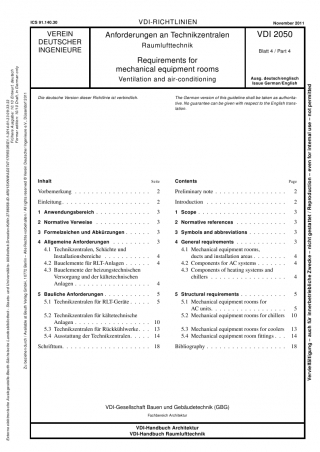 ICS 91.140.30
VDI-RICHTLINIEN
November 2011
VEREIN
DEUTSCHER
INGENIEURE
Anforderungen an Technikzentralen
Raumlufttechnik
Requirements for
mechanical equipment rooms
Ventilation and air-conditioning
VDI 2050
Blatt 4 / Part 4
Ausg. deutsch/englisch
Issue German/English
Die deutsche Version dieser Richtlinie ist verbindlich.
The German version of this guideline shall be taken as authorita-
tive. No guarantee can be given with respect to the English trans-
lation.
Inhalt Seite
Vorbemerkung . . . 2
Einleitung . . . 2
1 Anwendungsbereich . . . 3
2 Normative Verweise . . . 3
3 Formelzeichen und Abkürzungen . . . 3
4 Allgemeine Anforderungen . . . 3
4.1 Technikzentralen, Schächte und
Installationsbereiche . . . 4
4.2 Bauelemente für RLT-Anlagen . . . 4
4.3 Bauelemente der heizungstechnischen
Versorgung und der kältetechnischen
Anlagen . . . 4
5 Bauliche Anforderungen . . . 5
5.1 Technikzentralen für RLT-Geräte . . . 5
5.2 Technikzentralen für kältetechnische
Anlagen . . . 10
5.3 Technikzentralen für Rückkühlwerke . . . 13
5.4 Ausstattung der Technikzentralen . . . 14
Schrifttum . . . 18
Contents Page
Preliminary note . . . 2
Introduction . . . 2
1 Scope . . . 3
2 Normative references . . . 3
3 Symbols and abbreviations . . . 3
4 General requirements . . . 3
4.1 Mechanical equipment rooms,
ducts and installation areas . . . 4
4.2 Components for AC systems . . . 4
4.3 Components of heating systems and
chillers . . . 4
5 Structural requirements . . . 5
5.1 Mechanical equipment rooms for
AC units . . . 5
5.2 Mechanical equipment rooms for chillers 10
5.3 Mechanical equipment rooms for coolers 13
5.4 Mechanical equipment room fittings . . . 14
Bibliography . . . 18
VDI-Gesellschaft Bauen und Gebäudetechnik (GBG)
Fachbereich Architektur
VDI-Handbuch Architektur
VDI-Handbuch Raumlufttechnik
Vervielfältigung – auch für innerbetriebliche Zwecke – nicht gestattet / Reproduction – even for internal use – not permitted